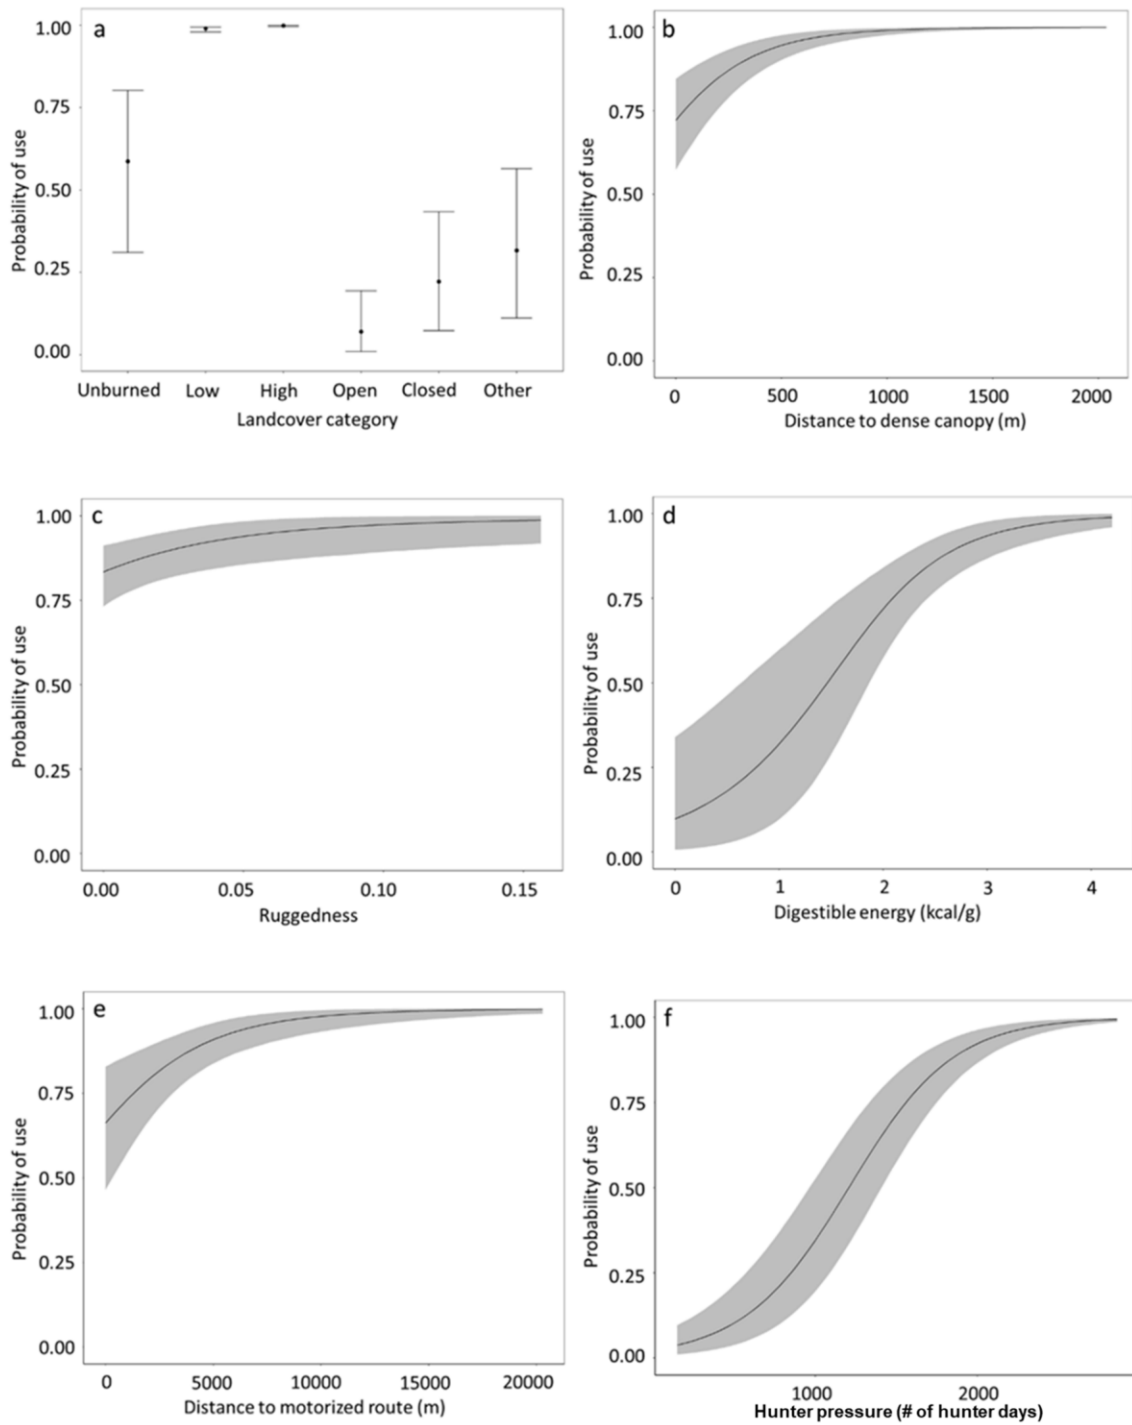 a
1.00
0.75
0.50
0.25
0.00
Probability of use
Unburned Low High Open Closed Other
Landcover category
b
1.00
0.75
0.50
0.25
0.00
Probability of use
0 500 1000 1500 2000
Distance to dense canopy (m)
c
1.00
0.75
0.50
0.25
0.00
Probability of use
0.00 0.05 0.10 0.15
Ruggedness
d
1.00
0.75
0.50
0.25
0.00
Probability of use
0 1 2 3 4
Digestible energy (kcal/g)
e
1.00
0.75
0.50
0.25
0.00
Probability of use
0 5000 10000 15000 20000
Distance to motorized route (m)
f
1.00
0.75
0.50
0.25
0.00
Probability of use
1000 2000
Hunter pressure (# of hunter days)